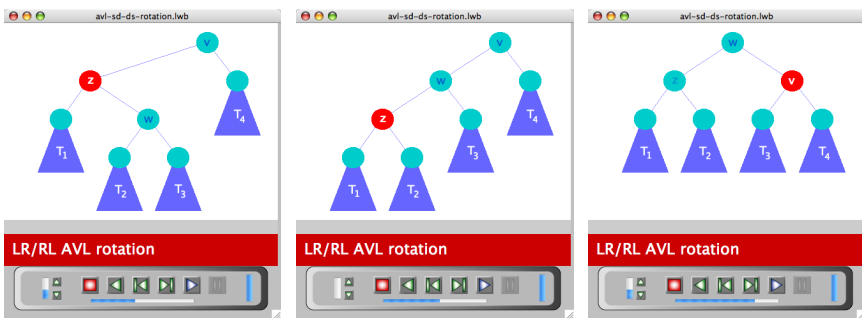 avl-sd-ds-rotation.lwb
v
z
w
T4
T1
T2
T3
LR/RL AVL rotation
avl-sd-ds-rotation.lwb
v
w
z
T4
T3
T1
T2
LR/RL AVL rotation
avl-sd-ds-rotation.lwb
w
z
v
T1
T2
T3
T4
LR/RL AVL rotation